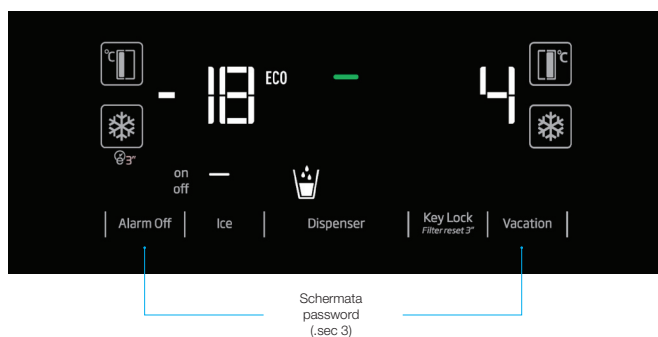 °C
°C
- 18 ECO
4
3"
on
off
Alarm Off
Ice
Dispenser
Key Lock
Filter reset 3"
Vacation
Schermata
password
(.sec 3)